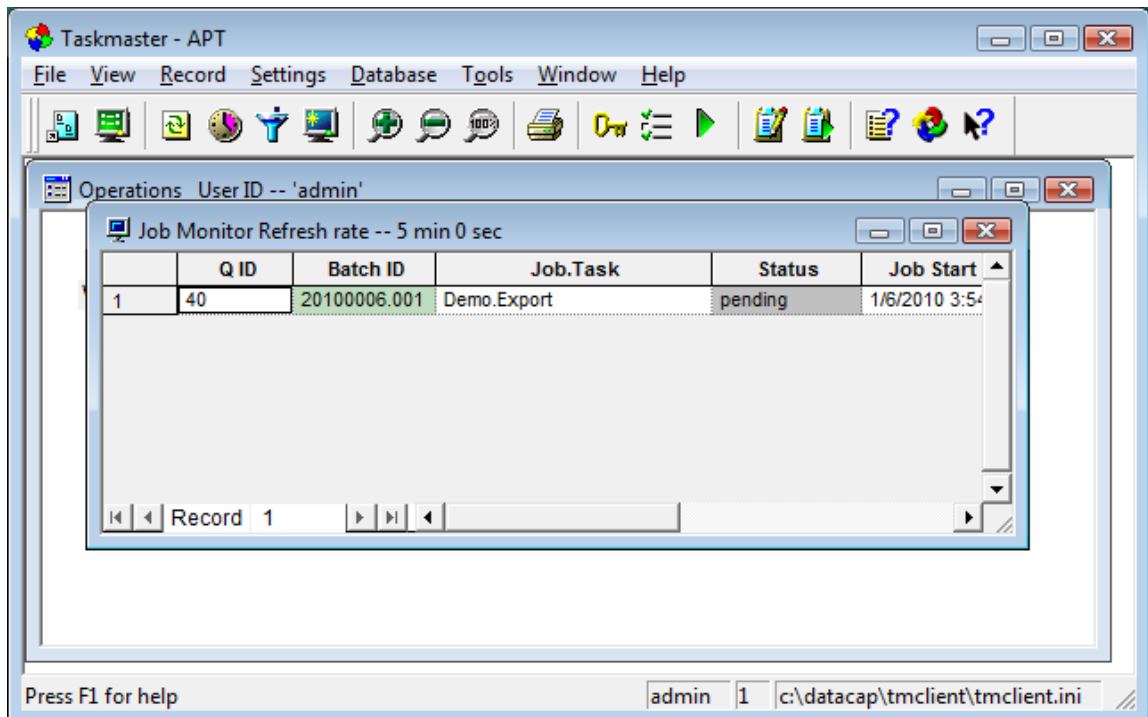 Taskmaster - APT
File View Record Settings Database Tools Window Help
100%
Operations User ID -- 'admin'
Job Monitor Refresh rate -- 5 min 0 sec
Q ID Batch ID Job.Task Status Job Start
1 40 20100006.001 Demo.Export pending 1/6/2010 3:54
Record 1
Press F1 for help admin 1 c:\datacap\tmclient\tmclient.ini